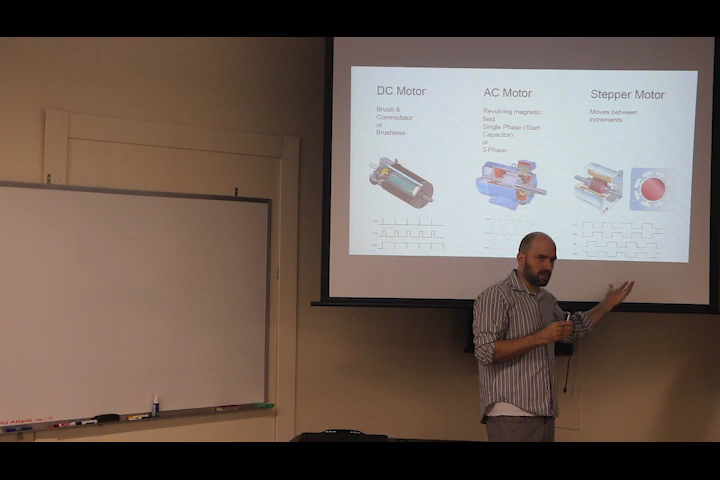 DC Motor
Brush &
Commutator
or
Brushless
AC Motor
Revolving magnetic
field
Single Phase (Start
Capacitor)
or
3-Phase
Stepper Motor
Moves between
increments.